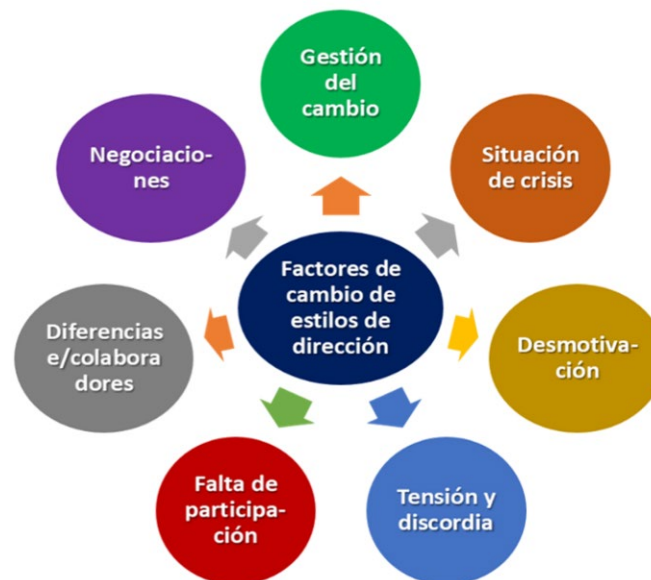 Gestión
del
cambio
Situación
de crisis
Desmotiva-
ción
Tensión y
discordia
Falta de
participa-
ción
Diferencias
e/colabora
dores
Negociacio-
nes
Factores de
cambio de
estilos de
dirección